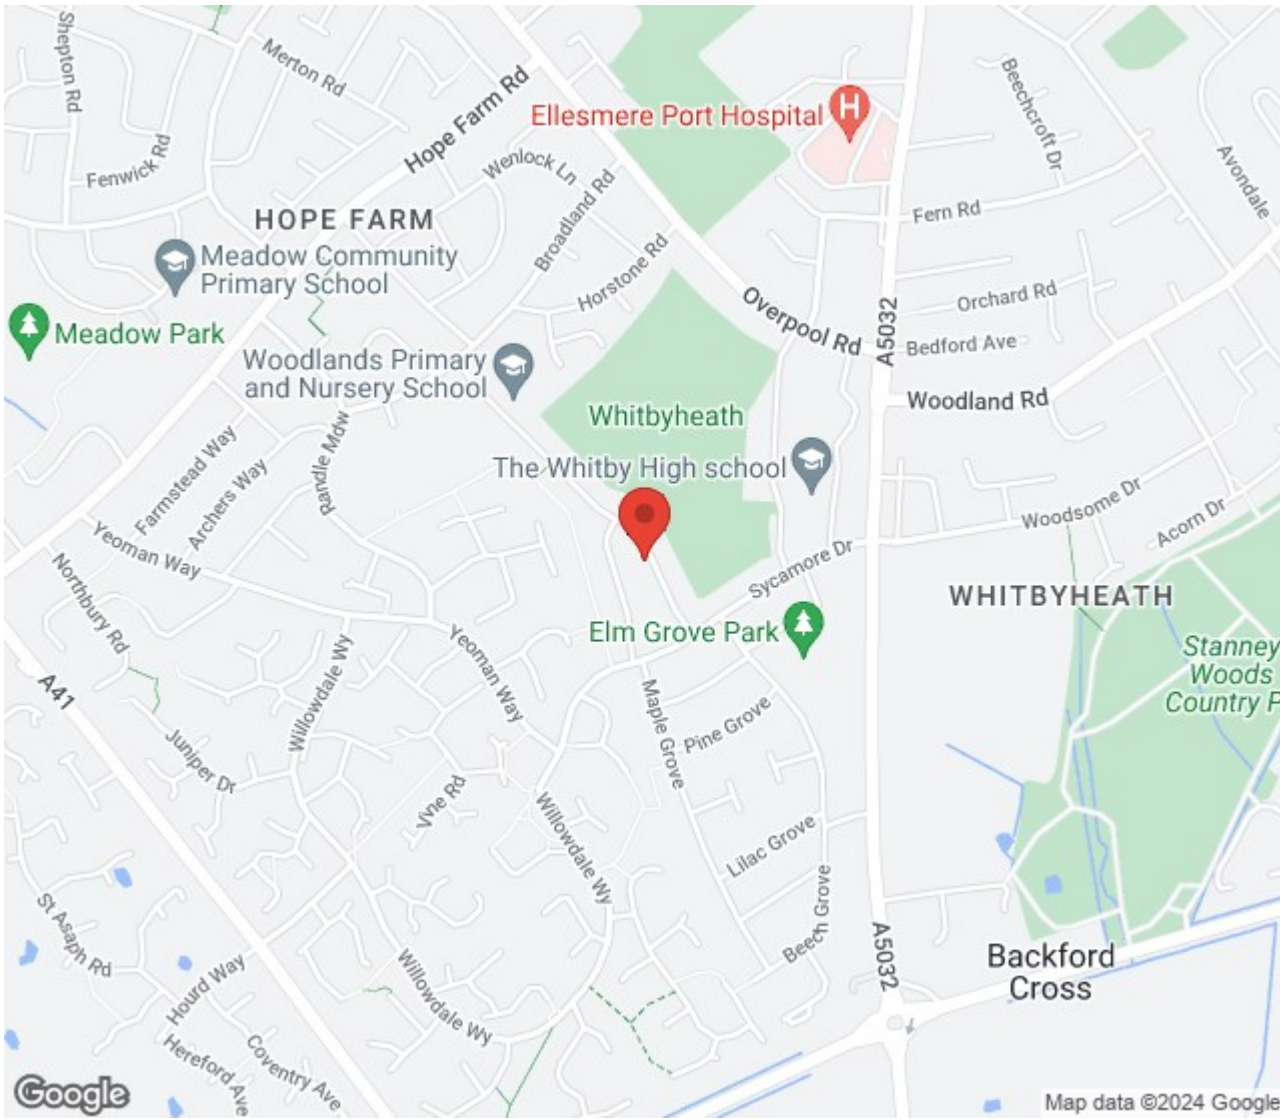 Shepton Rd
Merton Rd
Hope Farm Rd
Beechcroft Dr
Ellesmere Port Hospital
H
Fenwick Rd
Wenlock Ln
Avondale
Broadland Rd
HOPE FARM
Fern Rd
Meadow Community
Primary School
Horstone Rd
Orchard Rd
Overpool Rd
A5032
Meadow Park
Bedford Ave
Woodlands Primary
and Nursery School
Woodland Rd
Whitbyheath
Farmstead Way
Randle Mdw
The Whitby High school
Archers Way
Woodsome Dr
Acorn Dr
Yeoman Way
Northbury Rd
Sycamore Dr
WHITBYHEATH
Elm Grove Park
Yeoman Way
Stanney
Woods
Country P
Willowdale Wy
A41
Maple Grove
Pine Grove
Juniper Dr
Vyne Rd
Willowdale Wy
Lilac Grove
Beech Grove
St Asaph Rd
A5032
Backford
Cross
Hourd Way
Willowdale Wy
Coventry Ave
Hereford Ave
Google
Map data ©2024 Google